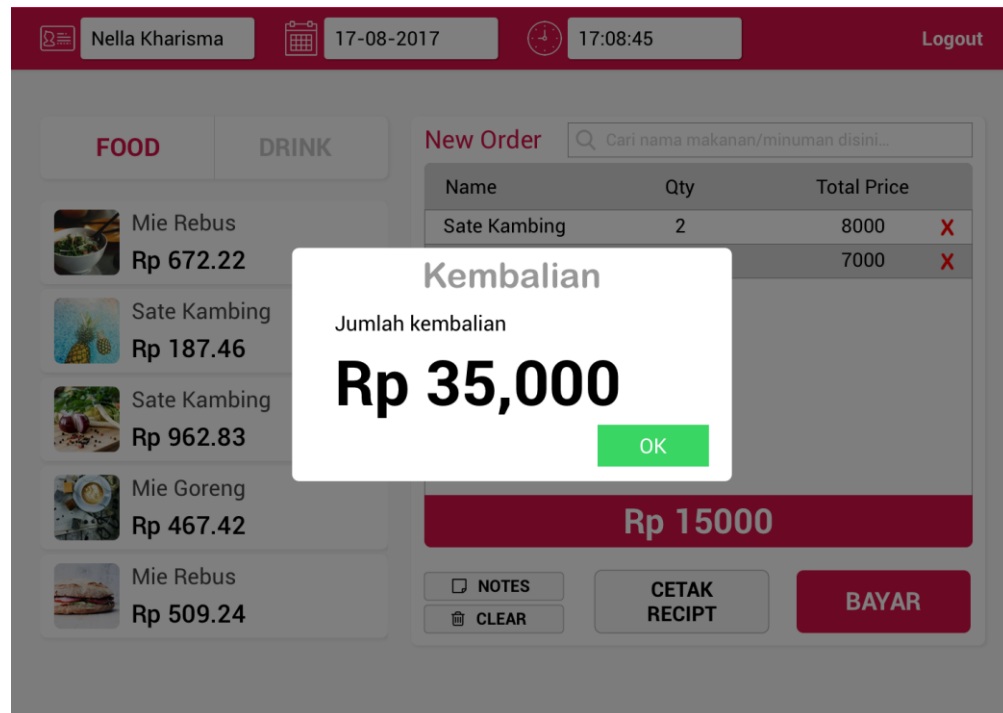 Nella Kharisma
17-08-2017
17:08:45
Logout
FOOD
DRINK
Mie Rebus
Rp 672.22
Sate Kambing
Rp 187.46
Sate Kambing
Rp 962.83
Mie Goreng
Rp 467.42
Mie Rebus
Rp 509.24
New Order
Cari nama makanan/minuman disini...
Name Qty Total Price
Sate Kambing 2 8000 X
7000 X
Kembalian
Jumlah kembalian
Rp 35,000
OK
Rp 15000
NOTES
CLEAR
CETAK
RECIPT
BAYAR